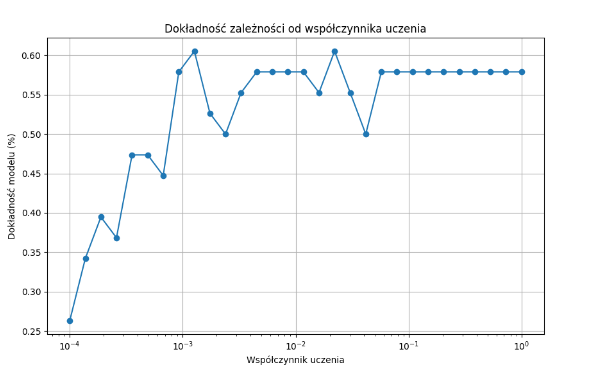 Dokładność zależności od współczynnika uczenia
Dokładność modelu (%)
0.60
0.55
0.50
0.45
0.40
0.35
0.30
0.25
10⁻⁴ 10⁻³ 10⁻² 10⁻¹ 10⁰
Współczynnik uczenia